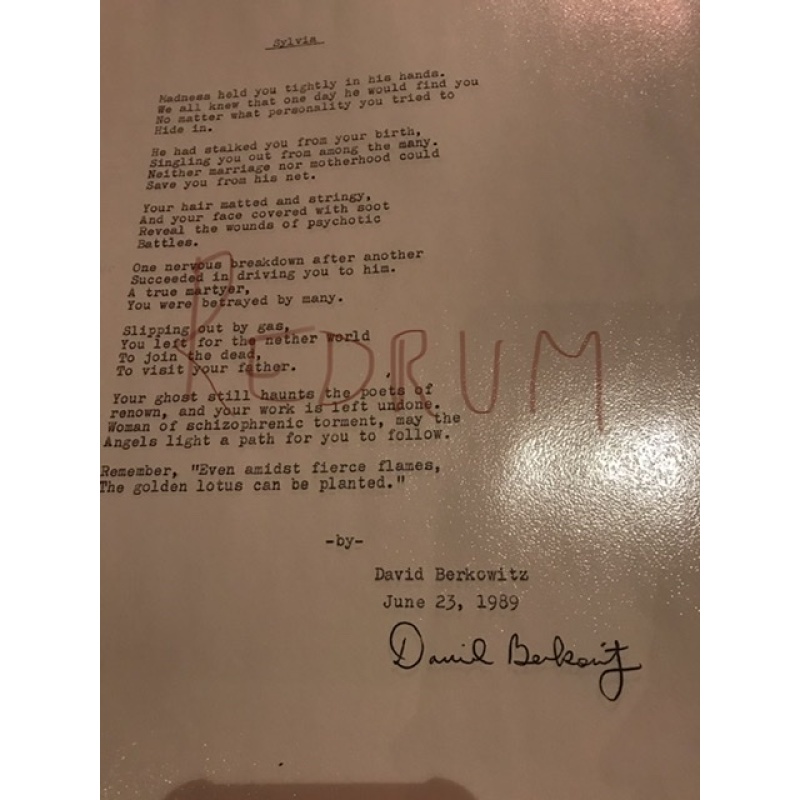 Sylvia
Madness held you tightly in his hands.
We all knew that one day he would find you
No matter what personality you tried to
Hide in.
He had stalked you from your birth,
Singling you out from among the many.
Neither marriage nor motherhood could
Save you from his net.
Your hair matted and stringy,
And your face covered with soot
Reveal the wounds of psychotic
Battles.
One nervous breakdown after another
Succeeded in driving you to him.
A true martyer,
You were betrayed by many.
Slipping out by gas,
You left for the nether world
To join the dead,
To visit your father.
REDRUM
Your ghost still haunts the poets of
renown, and your work is left undone.
Woman of schizophrenic torment, may the
Angels light a path for you to follow.
Remember, "Even amidst fierce flames,
The golden lotus can be planted."
-by-
David Berkowitz
June 23, 1989
David Berkowitz